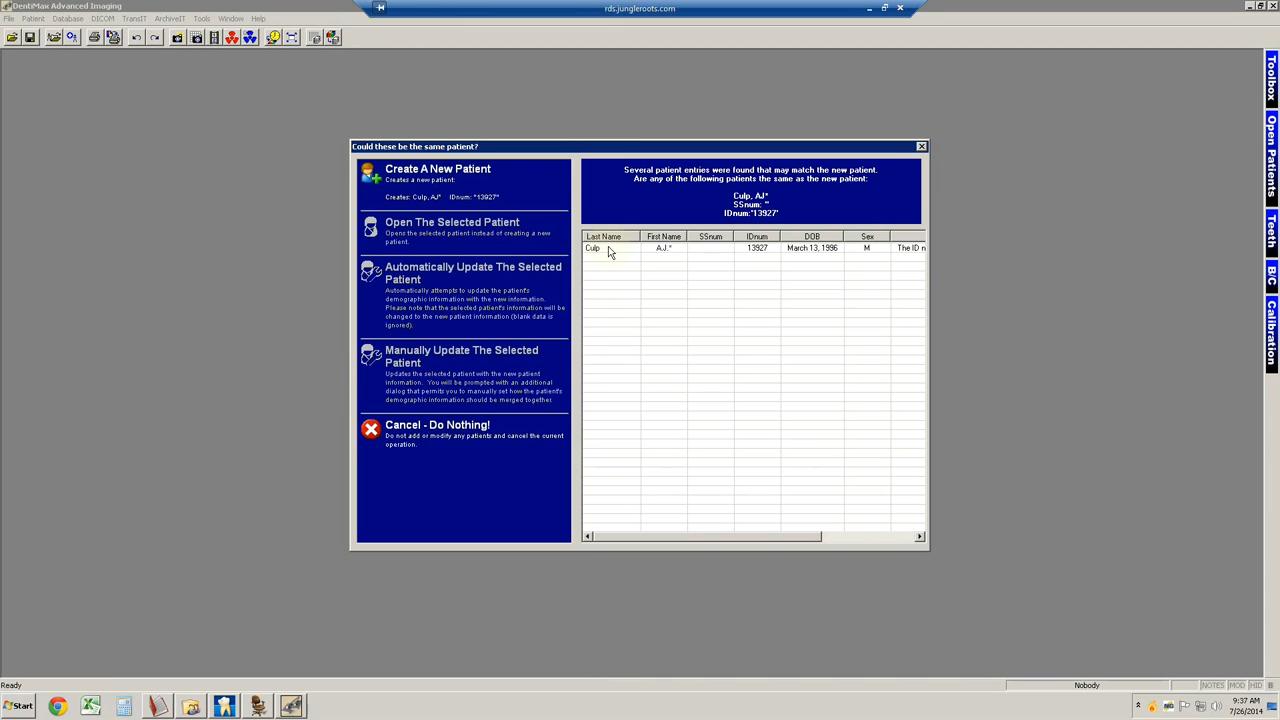 DentiMax Advanced Imaging
rds.jungleroots.com
File Patient Database DICOM TransIT ArchiveIT Tools Window Help
Could these be the same patient?
Create A New Patient
Creates a new patient:
Creates: Culp, AJ* IDnum: "13927"
Open The Selected Patient
Opens the selected patient instead of creating a new
patient.
Automatically Update The Selected
Patient
Automatically attempts to update the patient's
demographic information with the new information.
Please note that the selected patient's information will be
changed to the new patient information (blank data is
ignored).
Manually Update The Selected
Patient
Updates the selected patient with the new patient
information. You will be prompted with an additional
dialog that permits you to manually set how the patient's
demographic information should be merged together.
Cancel - Do Nothing!
Do not add or modify any patients and cancel the current
operation.
Several patient entries were found that may match the new patient.
Are any of the following patients the same as the new patient:
Culp, AJ*
SSnum: ""
IDnum:"13927"
Last Name First Name SSnum IDnum DOB Sex
Culp A.J.* 13927 March 13, 1996 M The ID n
Toolbox
Open Patients
Teeth
BC
Calibration
Ready
Nobody
NOTES MOD HID
Start
9:37 AM
7/26/2014